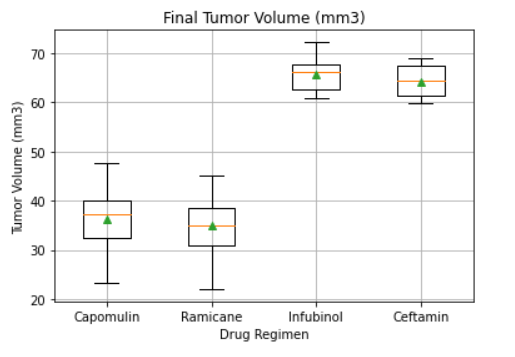 Final Tumor Volume (mm3)
70
60
50
40
30
20
Tumor Volume (mm3)
Capomulin Ramicane Infubinol Ceftamin
Drug Regimen